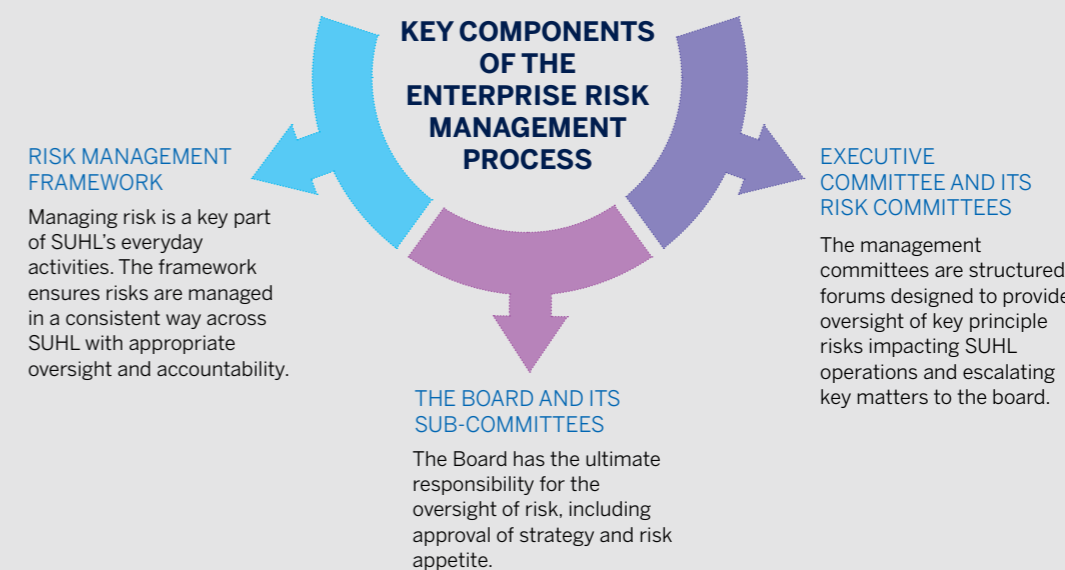 KEY COMPONENTS
OF THE
ENTERPRISE RISK
MANAGEMENT
PROCESS
RISK MANAGEMENT
FRAMEWORK
Managing risk is a key part
of SUHL's everyday
activities. The framework
ensures risks are managed
in a consistent way across
SUHL with appropriate
oversight and accountability.
THE BOARD AND ITS
SUB-COMMITTEES
The Board has the ultimate
responsibility for the
oversight of risk, including
approval of strategy and risk
appetite.
EXECUTIVE
COMMITTEE AND ITS
RISK COMMITTEES
The management
committees are structured
forums designed to provide
oversight of key principle
risks impacting SUHL
operations and escalating
key matters to the board.